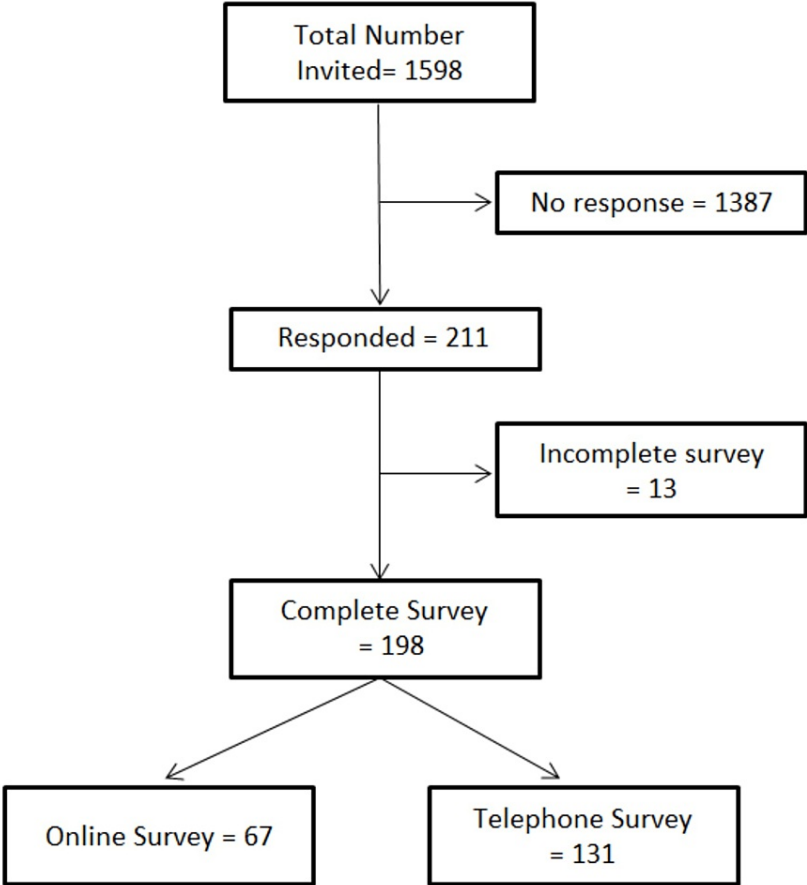 Total Number
Invited= 1598
No response = 1387
Responded = 211
Incomplete survey
= 13
Complete Survey
= 198
Online Survey = 67
Telephone Survey
= 131